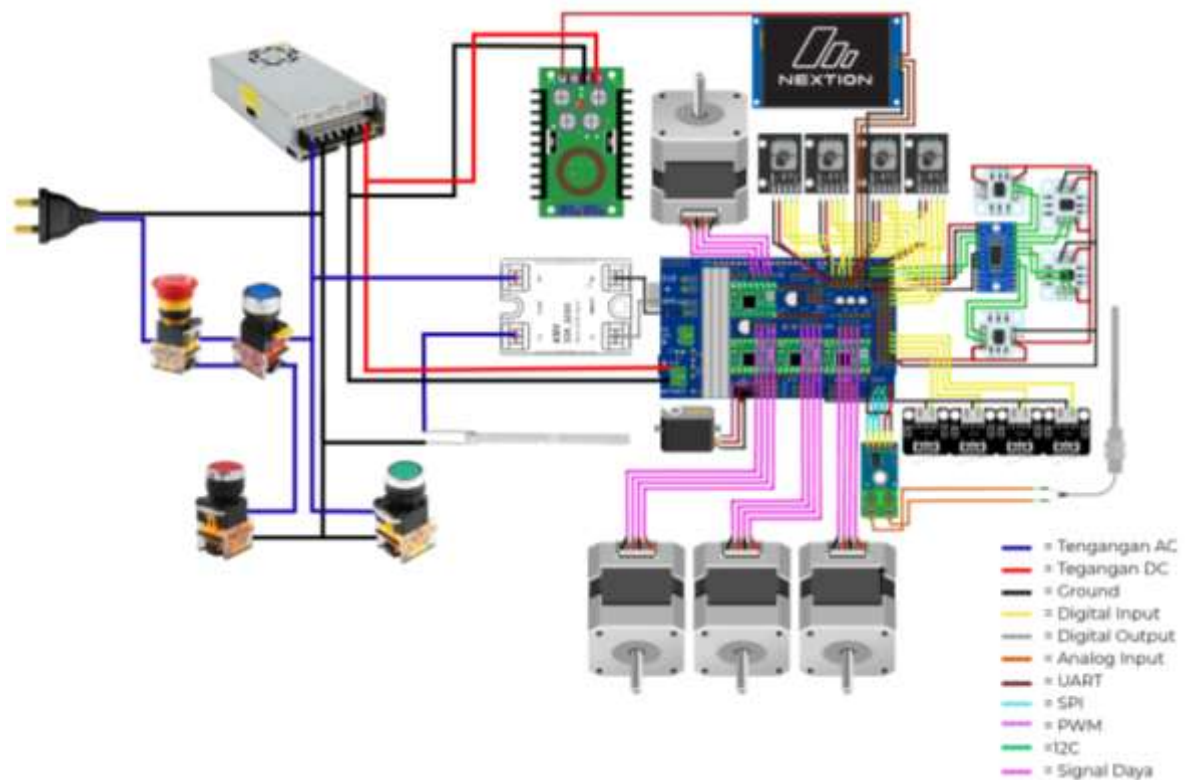 NEXTION
= Tengangan AC
= Tegangan DC
= Ground
= Digital Input
= Digital Output
= Analog Input
= UART
= SPI
= PWM
=I2C
= Signal Daya